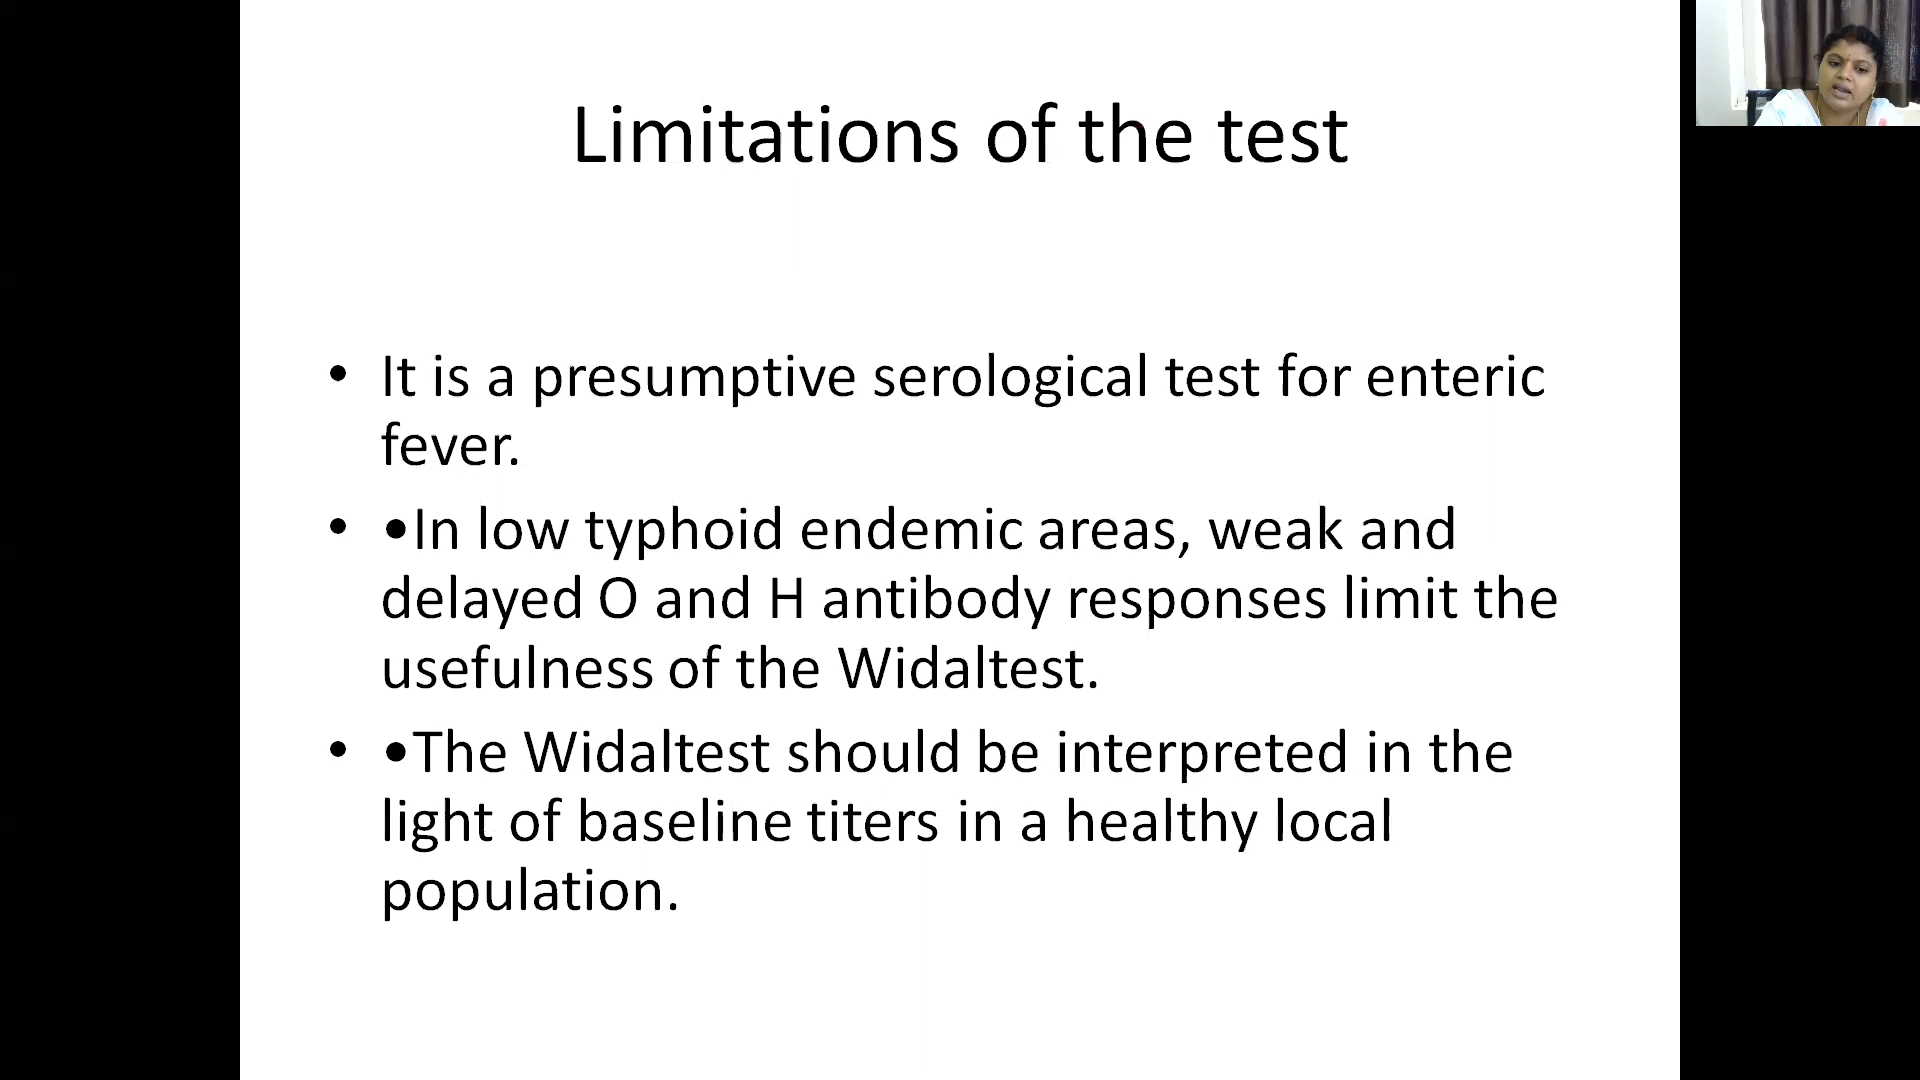 Limitations of the test
• It is a presumptive serological test for enteric
fever.
• •In low typhoid endemic areas, weak and
delayed O and H antibody responses limit the
usefulness of the Widaltest.
• •The Widaltest should be interpreted in the
light of baseline titers in a healthy local
population.